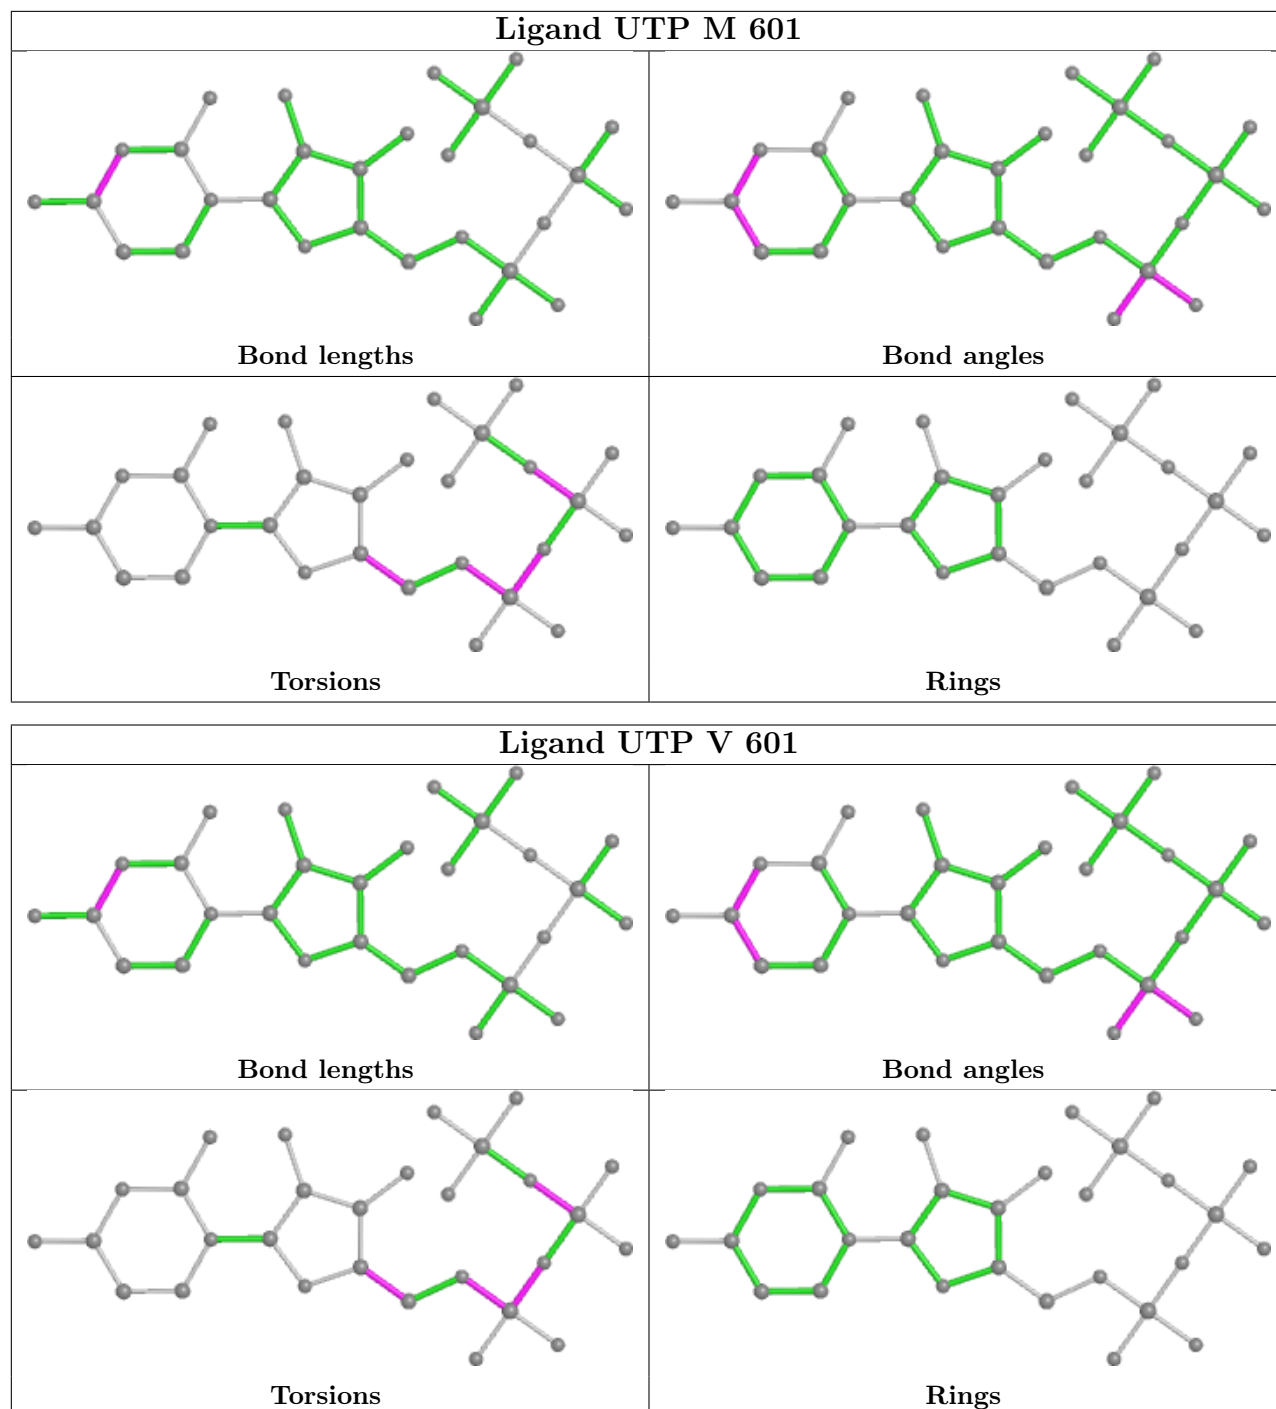 Ligand UTP M 601
Bond lengths
Bond angles
Torsions
Rings
Ligand UTP V 601
Bond lengths
Bond angles
Torsions
Rings